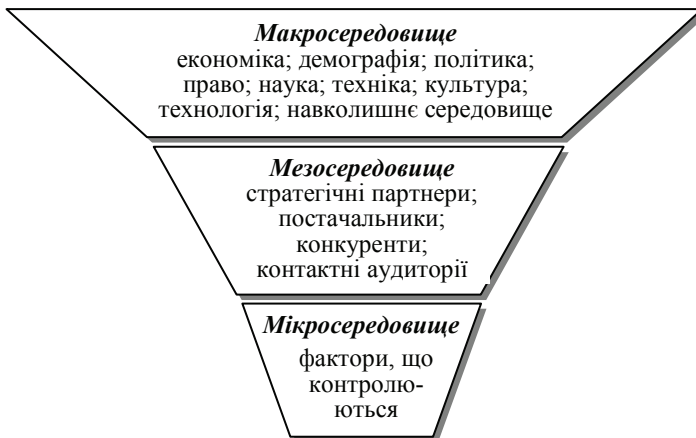 Макросередовище
економіка; демографія; політика;
право; наука; техніка; культура;
технологія; навколишнє середовище
Мезосередовище
стратегічні партнери;
постачальники;
конкуренти;
контактні аудиторії
Мікросередовище
фактори, що
контролю-
ються